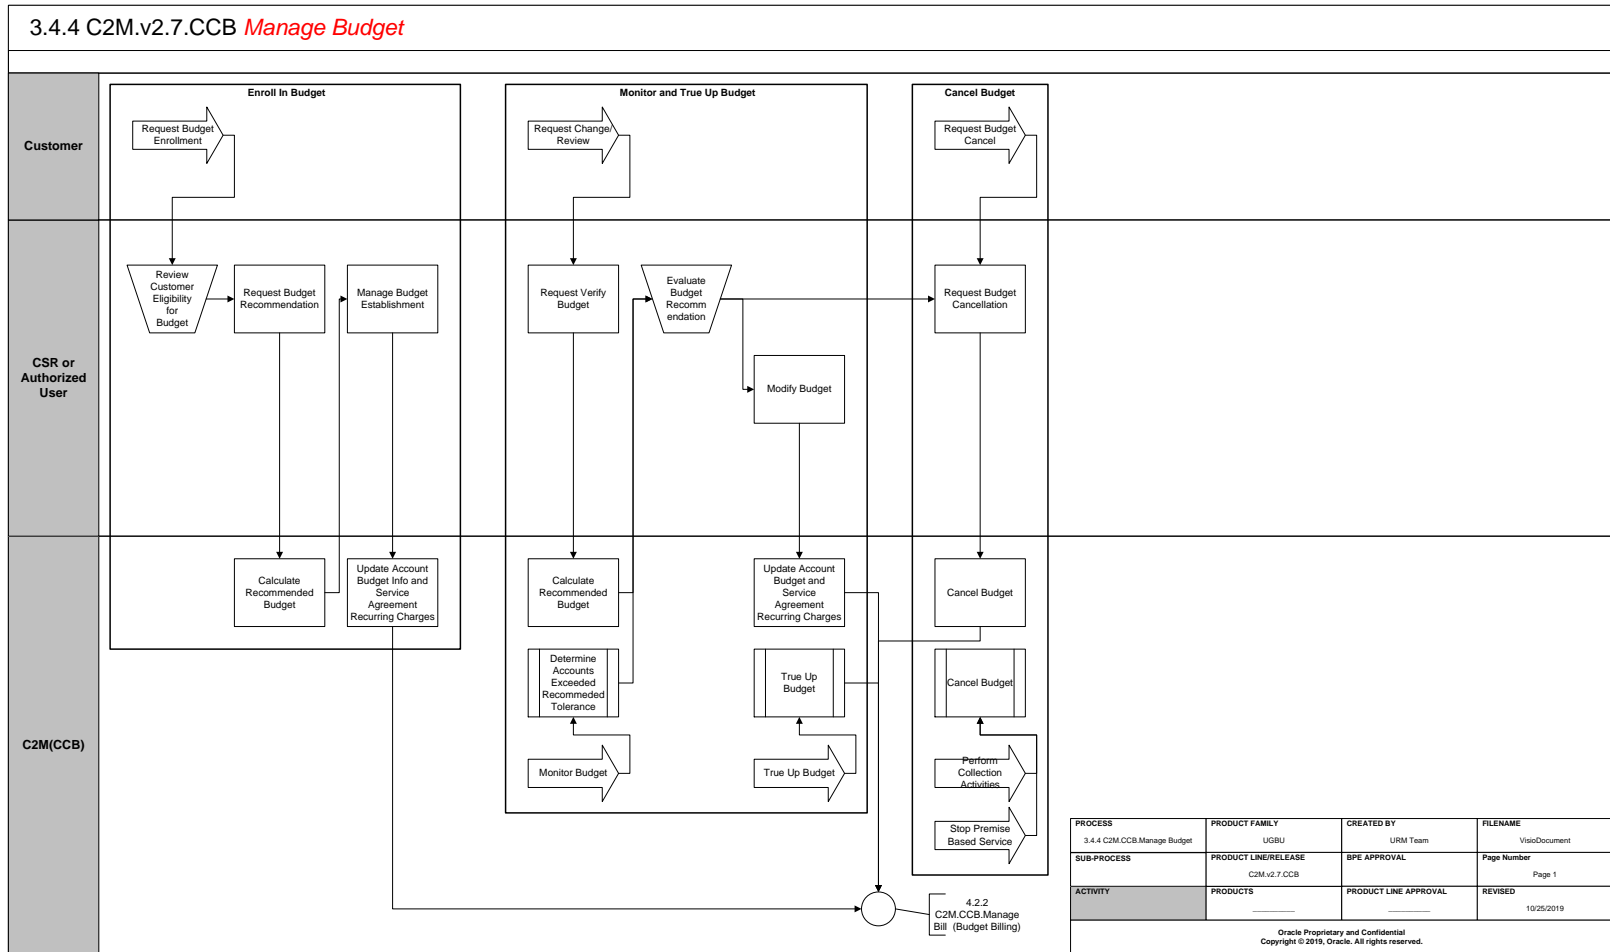 3.4.4 C2M.v2.7.CCB Manage Budget
Customer
Enroll In Budget
Request Budget
Enrollment
Monitor and True Up Budget
Request Change/
Review
Cancel Budget
Request Budget
Cancel
CSR or
Authorized
User
Review
Customer
Eligibility
for
Budget
Request Budget
Recommendation
Manage Budget
Establishment
Request Verify
Budget
Evaluate
Budget
Recomm
endation
Request Budget
Cancellation
Modify Budget
C2M(CCB)
Calculate
Recommended
Budget
Update Account
Budget Info and
Service
Agreement
Recurring Charges
Calculate
Recommended
Budget
Update Account
Budget and
Service
Agreement
Recurring Charges
Cancel Budget
Determine
Accounts
Exceeded
Recommeded
Tolerance
True Up
Budget
Cancel Budget
Monitor Budget
True Up Budget
Perform
Collection
Activities
Stop Premise
Based Service
4.2.2
C2M.CCB.Manage
Bill (Budget Billing)
PROCESS
3.4.4 C2M.CCB.Manage Budget
PRODUCT FAMILY
UGBU
CREATED BY
URM Team
FILENAME
VisioDocument
SUB-PROCESS
PRODUCT LINE/RELEASE
C2M.v2.7.CCB
BPE APPROVAL
Page Number
Page 1
ACTIVITY
PRODUCTS
PRODUCT LINE APPROVAL
REVISED
10/25/2019
Oracle Proprietary and Confidential
Copyright © 2019, Oracle. All rights reserved.